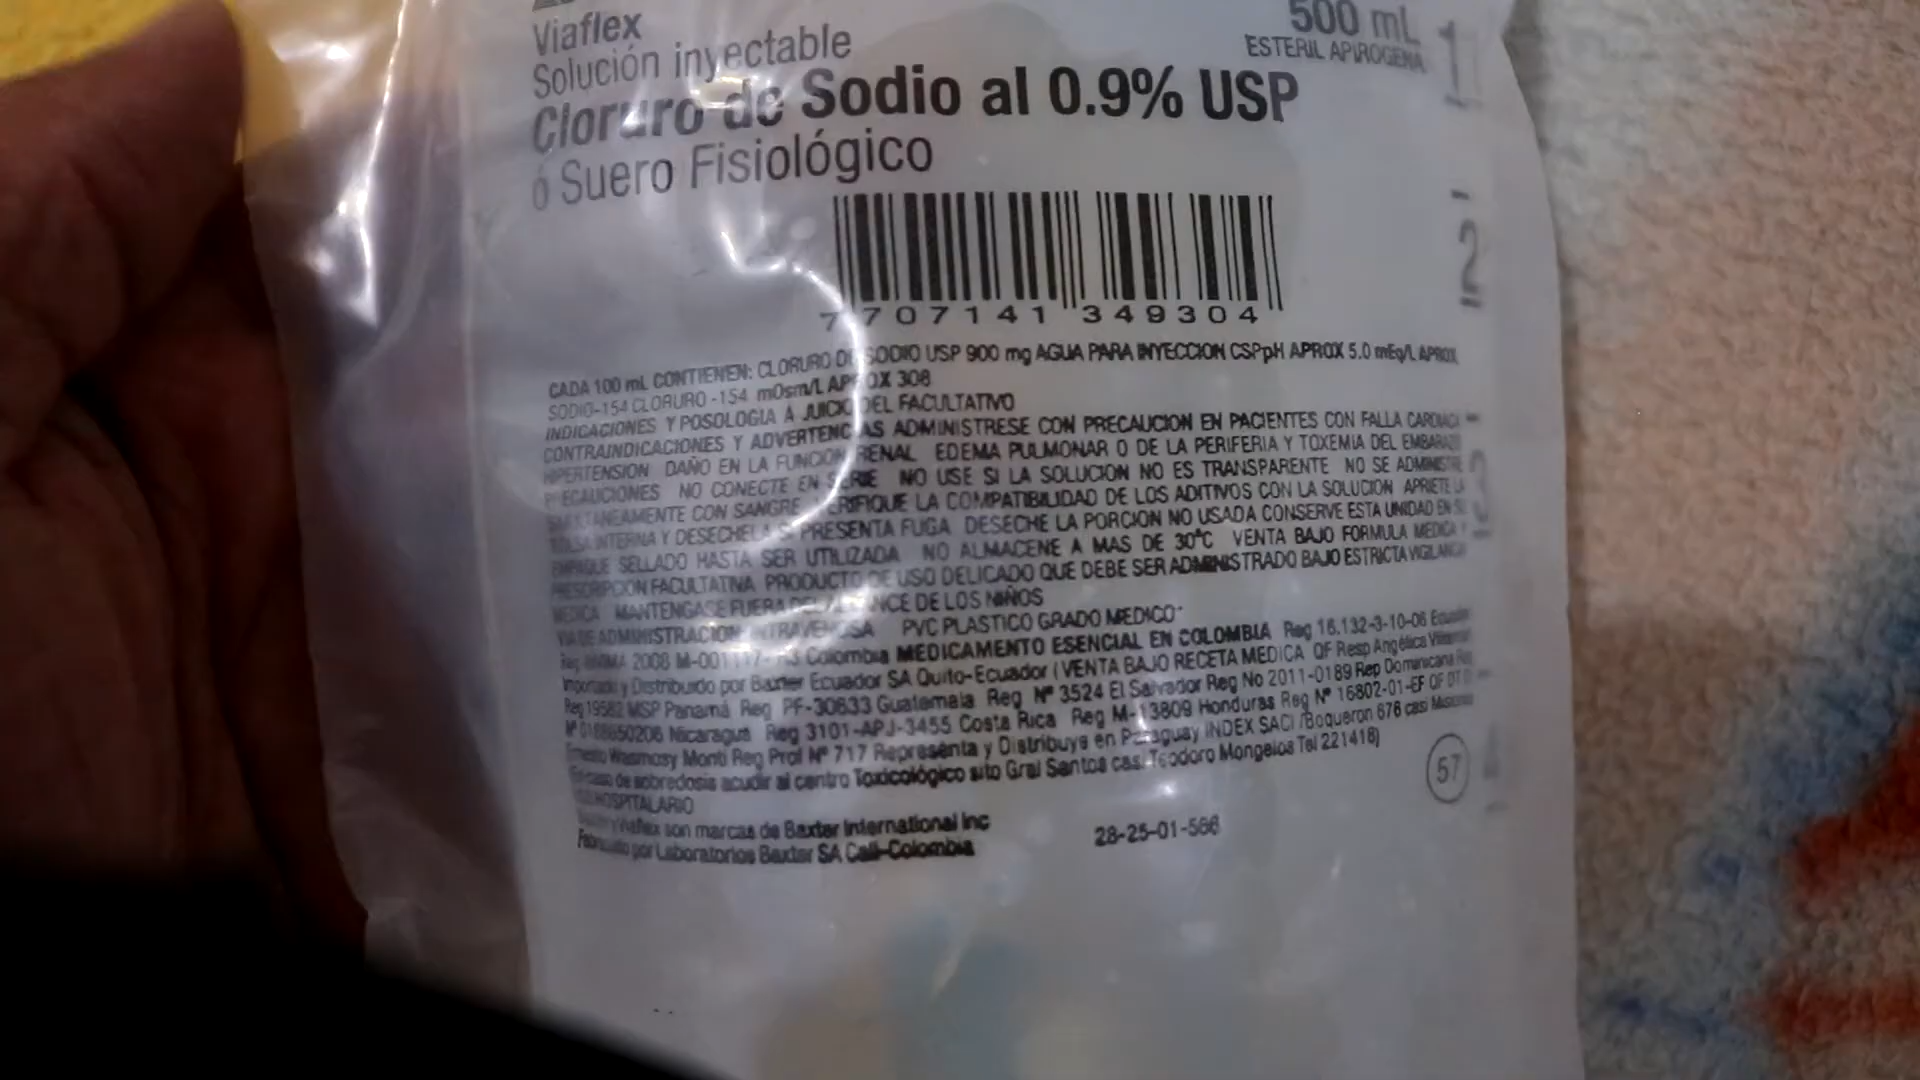 Viaflex
500 mL
Solución inyectable
ESTERIL APIROGENA
Cloruro de Sodio al 0.9% USP
ó Suero Fisiológico
1
2
3
7 707141 349304
CADA 100 mL CONTIENEN: CLORURO DE SODIO USP 900 mg AGUA PARA INYECCION CSP pH APROX 5.0 mEq/L APROX
SODIO-154 CLORURO -154 mOsm/L APROX 308
INDICACIONES Y POSOLOGIA A JUICIO DEL FACULTATIVO
CONTRAINDICACIONES Y ADVERTENCIAS ADMINISTRESE CON PRECAUCION EN PACIENTES CON FALLA CARDIACA
HIPERTENSION DAÑO EN LA FUNCION RENAL EDEMA PULMONAR O DE LA PERIFERIA Y TOXEMIA DEL EMBARAZO
PRECAUCIONES NO CONECTE EN SERIE NO USE SI LA SOLUCION NO ES TRANSPARENTE NO SE ADMINISTRE
SIMULTANEAMENTE CON SANGRE VERIFIQUE LA COMPATIBILIDAD DE LOS ADITIVOS CON LA SOLUCION APRIETE LA
BOLSA INTERNA Y DESECHELA SI PRESENTA FUGA DESECHE LA PORCION NO USADA CONSERVE ESTA UNIDAD EN SU
EMPAQUE SELLADO HASTA SER UTILIZADA NO ALMACENE A MAS DE 30°C VENTA BAJO FORMULA MEDICA Y
PRESCRIPCION FACULTATIVA PRODUCTO DE USO DELICADO QUE DEBE SER ADMINISTRADO BAJO ESTRICTA VIGILANCIA
MEDICA MANTENGASE FUERA DEL ALCANCE DE LOS NIÑOS
VIA DE ADMINISTRACION INTRAVENOSA PVC PLASTICO GRADO MEDICO
Reg INVIMA 2008 Colombia MEDICAMENTO ESENCIAL EN COLOMBIA Reg 16.132-3-10-06 Ecuador
Importado y Distribuido por Baxter Ecuador SA Quito-Ecuador (VENTA BAJO RECETA MEDICA QF Resp Angélica
Reg 19582 MSP Panamá Reg PF-30633 Guatemala Reg Nº 3524 El Salvador Reg No 2011-0189 Rep Dominicana
Nº 0188650206 Nicaragua Reg 3101-APJ-3455 Costa Rica Reg M-13809 Honduras Reg Nº 16802-01-EF QF DT
Ernesto Wasmosy Monti Reg Prof Nº 717 Representa y Distribuye en Paraguay INDEX SACI /Boqueron 676 casi
En caso de sobredosis acudir al centro Toxicológico sito Gral Santos casi Teodoro Mongelos Tel 221418)
HOSPITALARIO
57
Viaflex son marcas de Baxter International Inc
Fabricado por Laboratorios Baxter SA Cali-Colombia
28-25-01-566